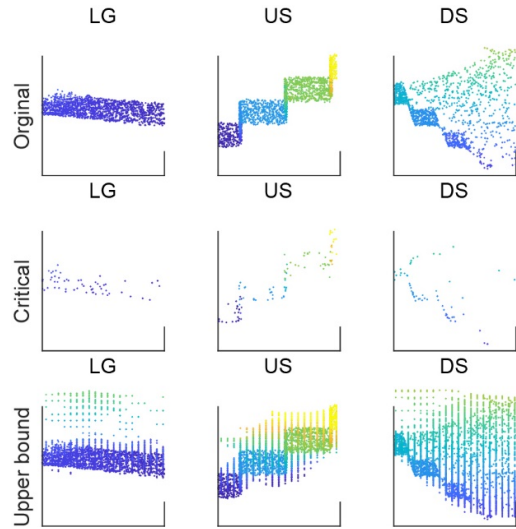 LG US DS
Orginal
LG US DS
Critical
LG US DS
Upper bound